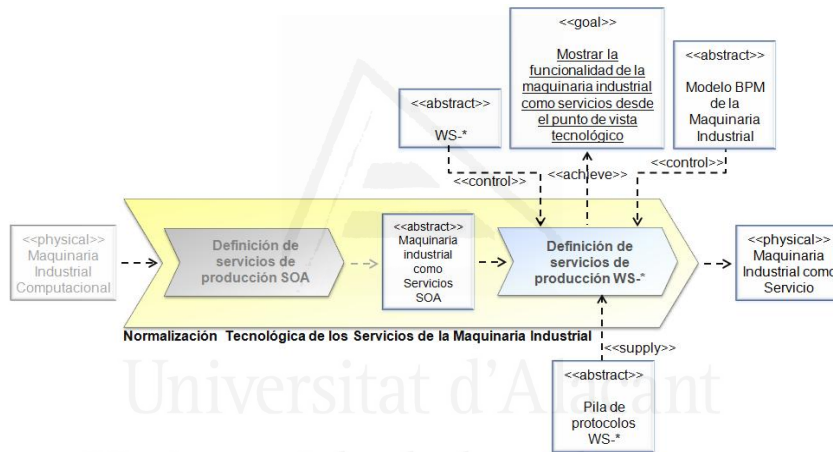 <<goal>>
Mostrar la
funcionalidad de la
maquinaria industrial
como servicios desde
el punto de vista
tecnológico
<<abstract>>
WS-*
<<abstract>>
Modelo BPM
de la
Maquinaria
Industrial
<<control>>
<<achieve>>
<<control>>
<<physical>>
Maquinaria
Industrial
Computacional
Definición de
servicios de
producción SOA
<<abstract>>
Maquinaria
industrial
como
Servicios
SOA
Definición de
servicios de
producción WS-*
<<physical>>
Maquinaria
Industrial como
Servicio
Normalización Tecnológica de los Servicios de la Maquinaria Industrial
<<supply>>
<<abstract>>
Pila de
protocolos
WS-*
Universitat d'Alacant